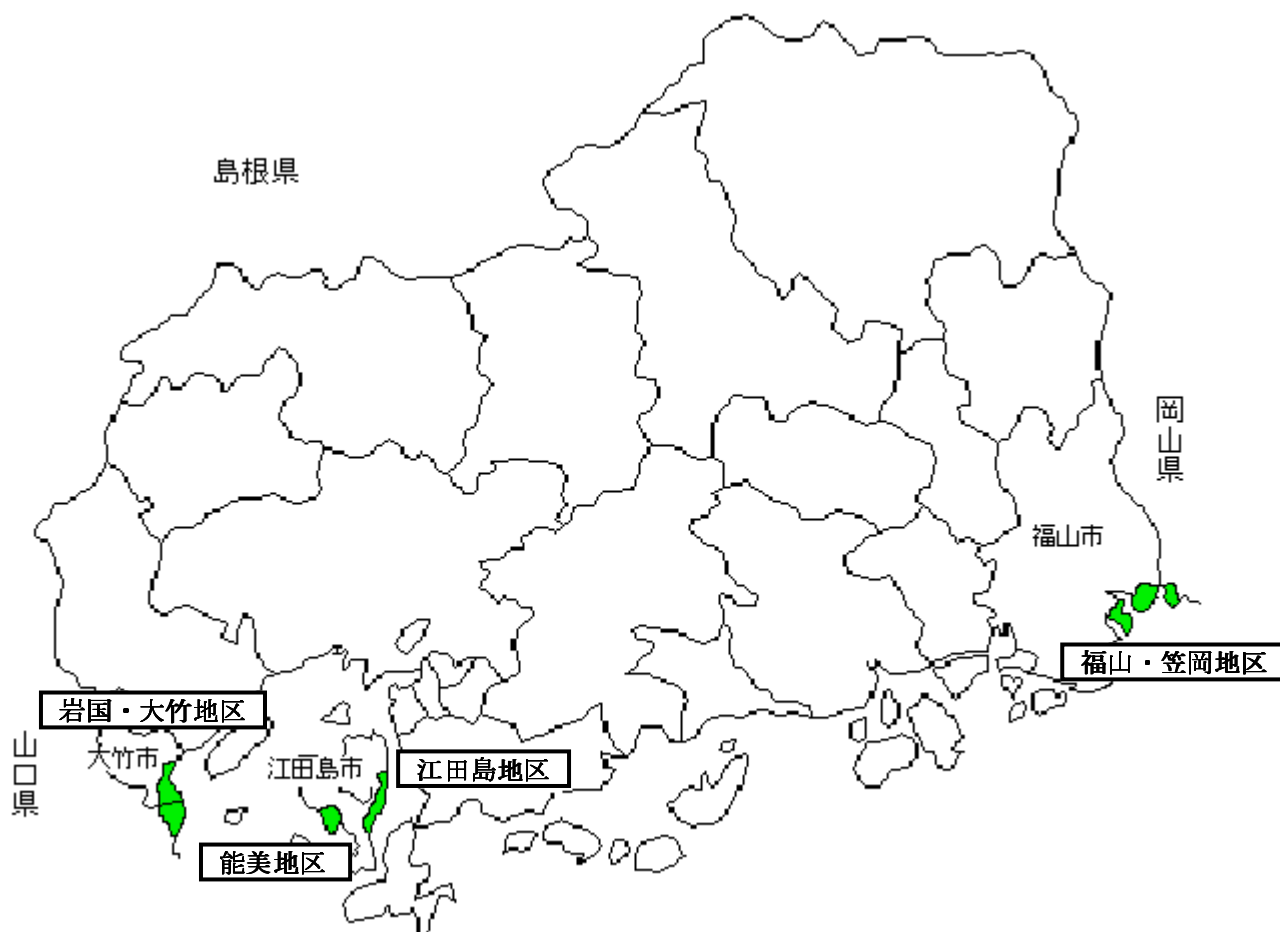 島根県
岡山県
福山市
福山・笠岡地区
岩国・大竹地区
山口県
大竹市
江田島市
江田島地区
能美地区